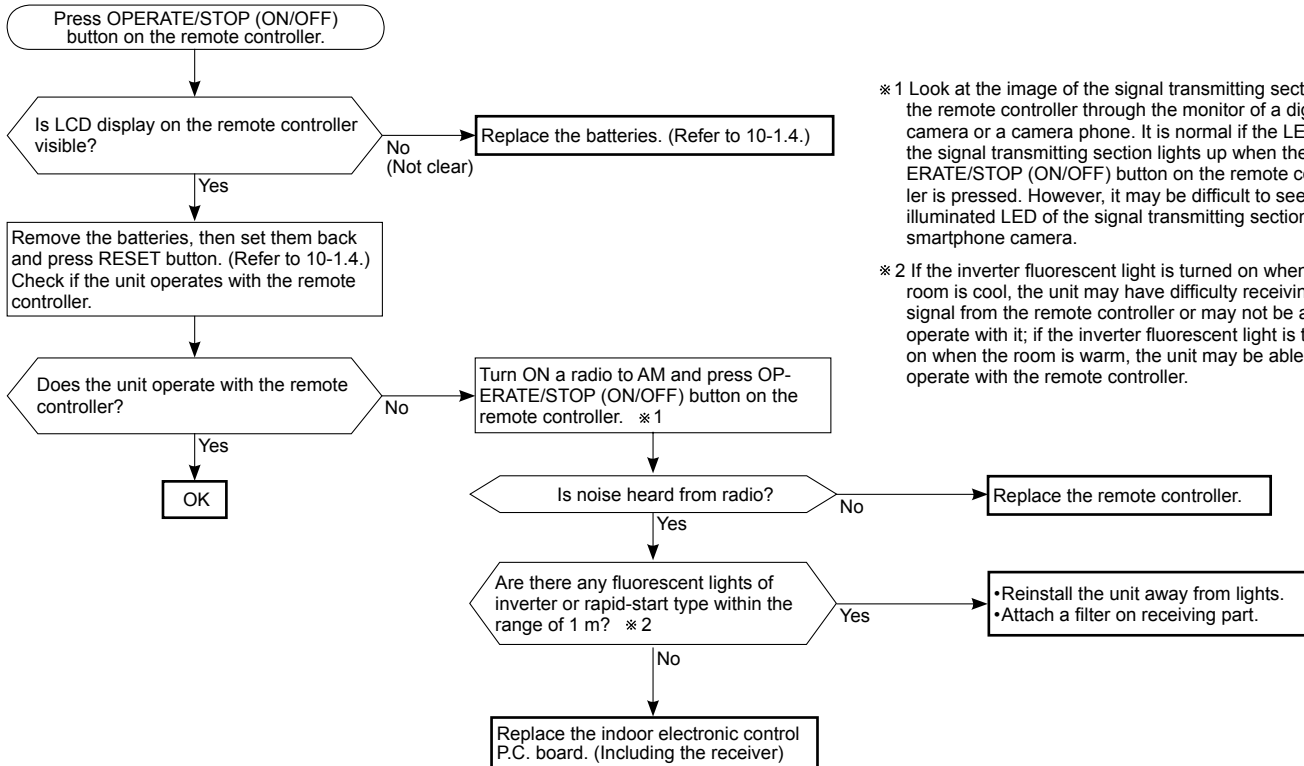 Press OPERATE/STOP (ON/OFF)
button on the remote controller.
Is LCD display on the remote controller
visible?
No
(Not clear)
Replace the batteries. (Refer to 10-1.4.)
Yes
Remove the batteries, then set them back
and press RESET button. (Refer to 10-1.4.)
Check if the unit operates with the remote
controller.
Does the unit operate with the remote
controller?
No
Yes
OK
Turn ON a radio to AM and press OP-
ERATE/STOP (ON/OFF) button on the
remote controller. ※1
Is noise heard from radio?
No
Replace the remote controller.
Yes
Are there any fluorescent lights of
inverter or rapid-start type within the
range of 1 m? ※2
Yes
•Reinstall the unit away from lights.
•Attach a filter on receiving part.
No
Replace the indoor electronic control
P.C. board. (Including the receiver)
※1 Look at the image of the signal transmitting
the remote controller through the monitor of a
camera or a camera phone. It is normal if the
the signal transmitting section lights up when
ERATE/STOP (ON/OFF) button on the remote
ler is pressed. However, it may be difficult to see
illuminated LED of the signal transmitting section
smartphone camera.
※2 If the inverter fluorescent light is turned on when
room is cool, the unit may have difficulty
signal from the remote controller or may not be
operate with it; if the inverter fluorescent light is
on when the room is warm, the unit may be able
operate with the remote controller.